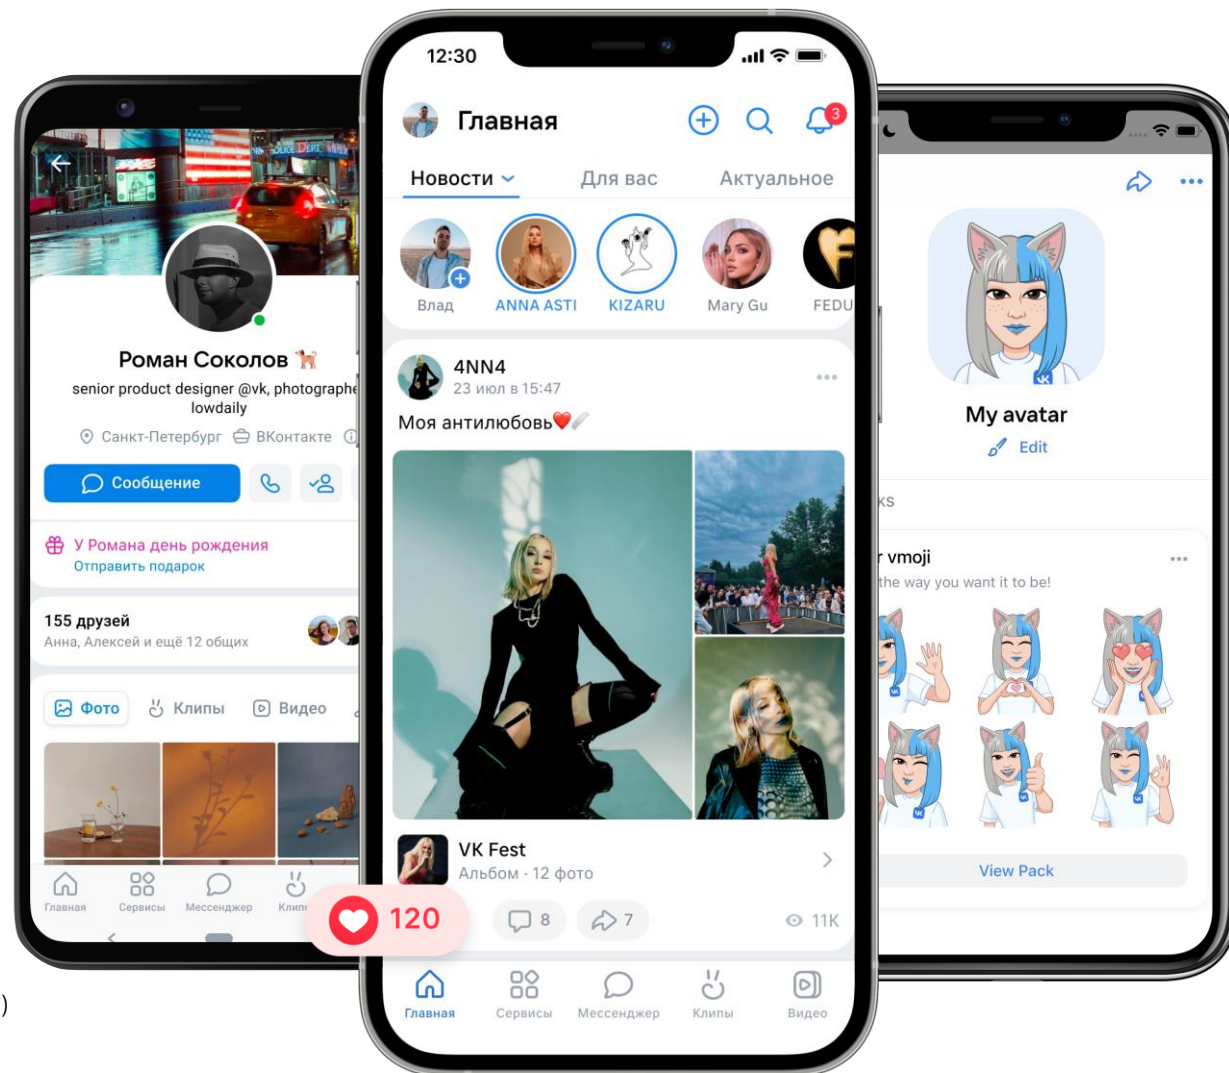 Роман Соколов
senior product designer @vk,
lowdaily
Санкт-Петербург ВКонтакте
Сообщение
У Романа день рождения
Отправить подарок
155 друзей
Анна, Алексей и ещё 12 общих
Фото Клипы Видео
Главная Сервисы Мессенджер
12:30
Главная
3
Новости Для вас Актуальное
Влад ANNA ASTI KIZARU Mary Gu FEDU
4NN4
23 июл в 15:47
Моя антилюбовь❤️
VK Fest
Альбом · 12 фото
120 8 7 11K
Главная Сервисы Мессенджер Клипы Видео
My avatar
Edit
vmoji
the way you want it to be!
View Pack
)